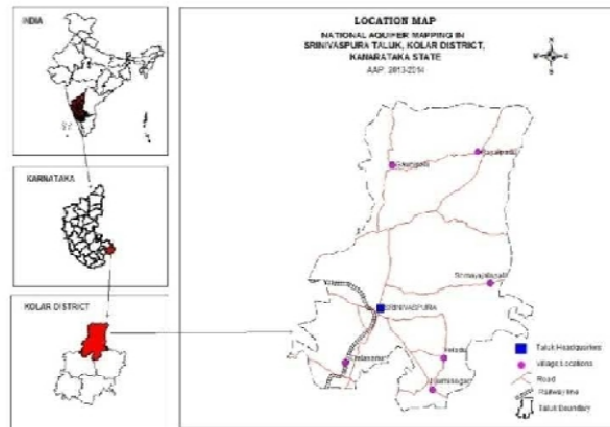 INDIA
KARNATAKA
KOLAR DISTRICT
LOCATION MAP
NATIONAL AQUIFER MAPPING IN
SRINIVASPURA TALUK, KOLAR DISTRICT,
KANARATAKA STATE
AAP: 2013-2014
SRINIVASPURA
Taluk Headquarters
Village Locations
Road
Railway line
Taluk Boundary